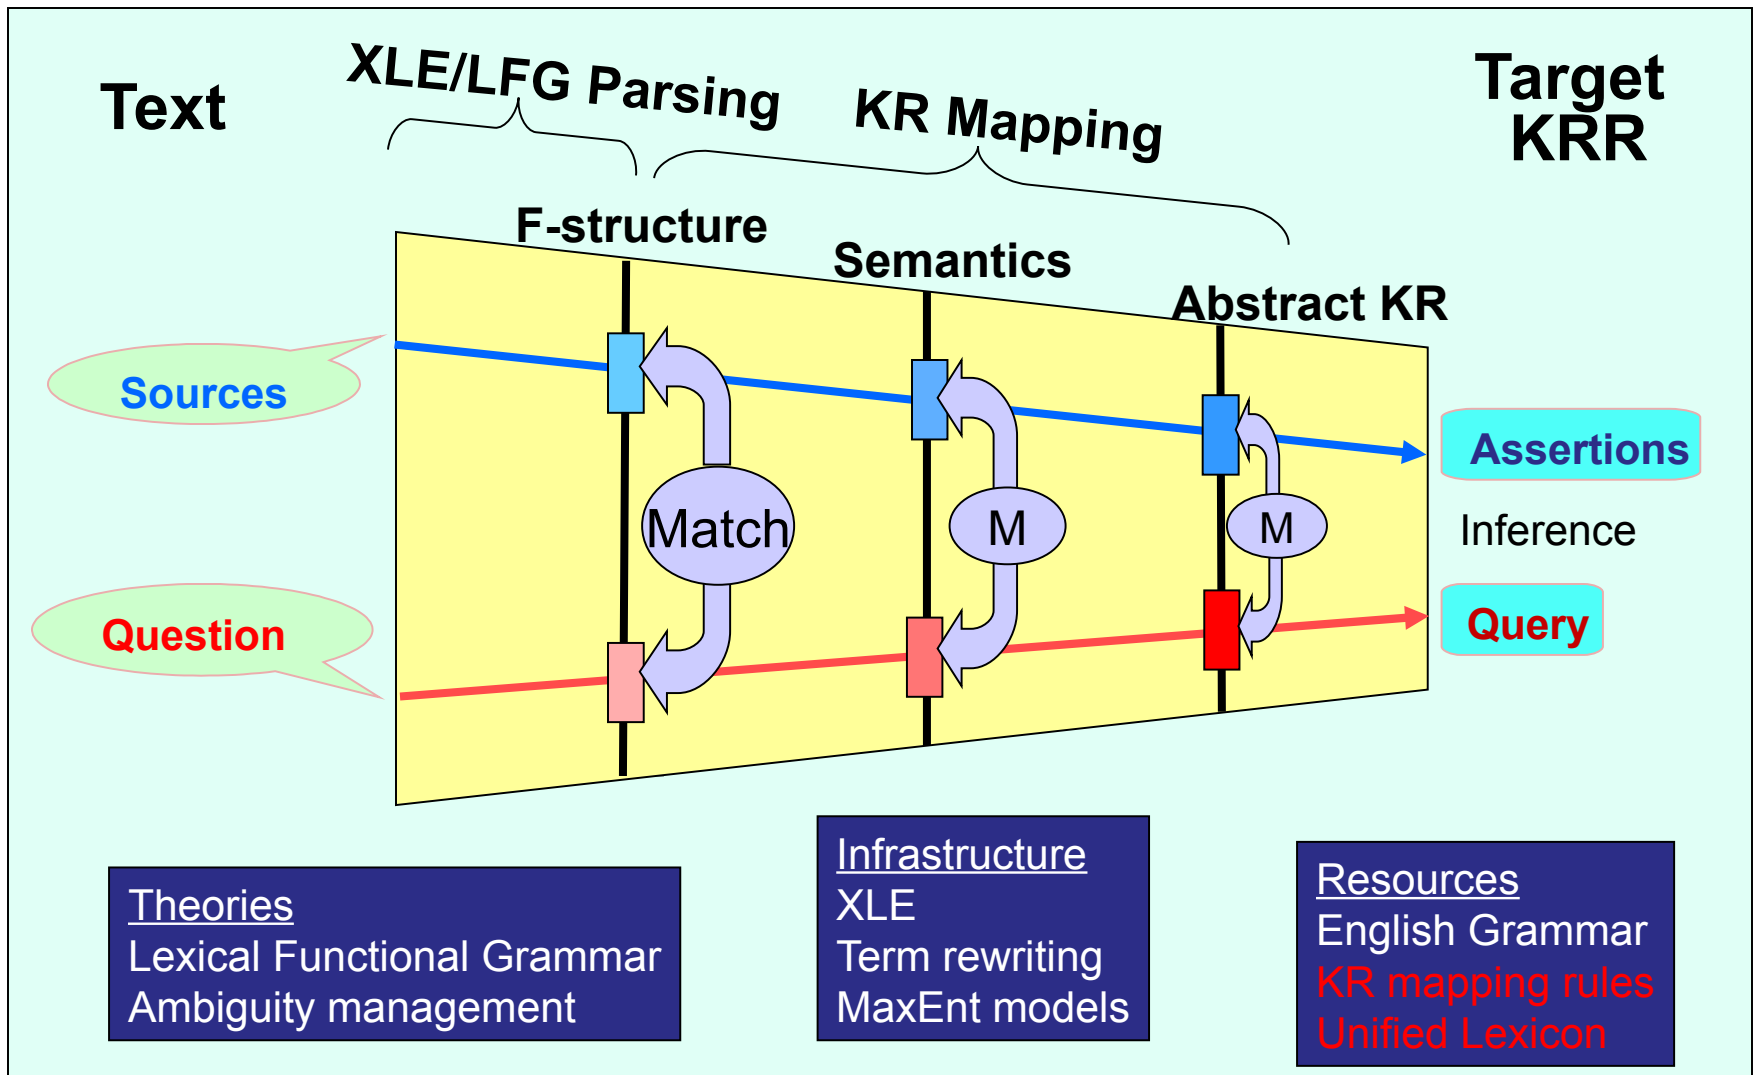 Text
XLE/LFG Parsing
KR Mapping
Target
KRR
F-structure
Semantics
Abstract KR
Sources
Assertions
Match
M
M
Inference
Question
Query
Theories
Lexical Functional Grammar
Ambiguity management
Infrastructure
XLE
Term rewriting
MaxEnt models
Resources
English Grammar
KR mapping rules
Unified Lexicon